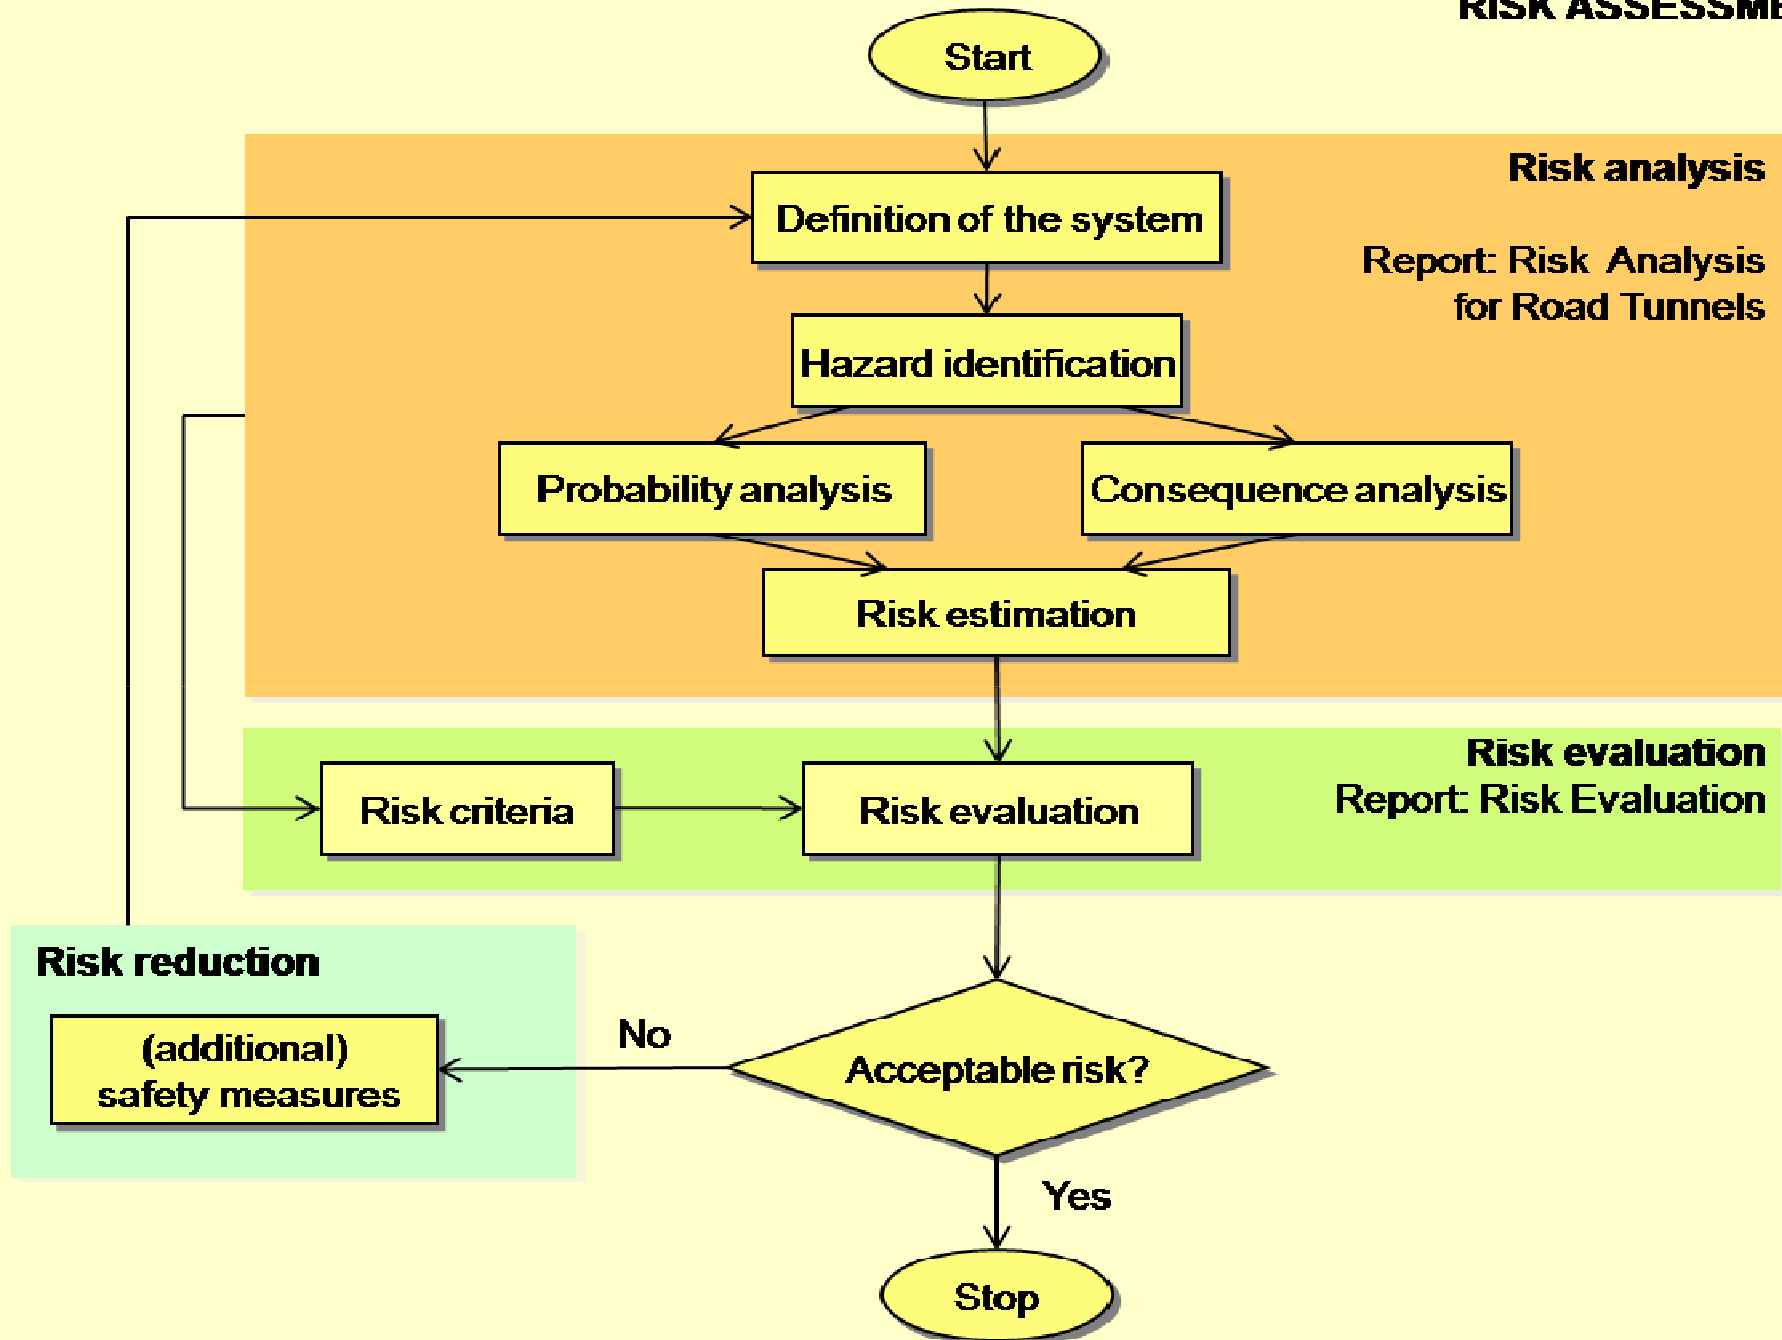 RISK ASSESSME
Start
Risk analysis
Definition of the system
Report: Risk Analysis
for Road Tunnels
Hazard identification
Probability analysis
Consequence analysis
Risk estimation
Risk evaluation
Report: Risk Evaluation
Risk criteria
Risk evaluation
Risk reduction
(additional)
safety measures
No
Acceptable risk?
Yes
Stop